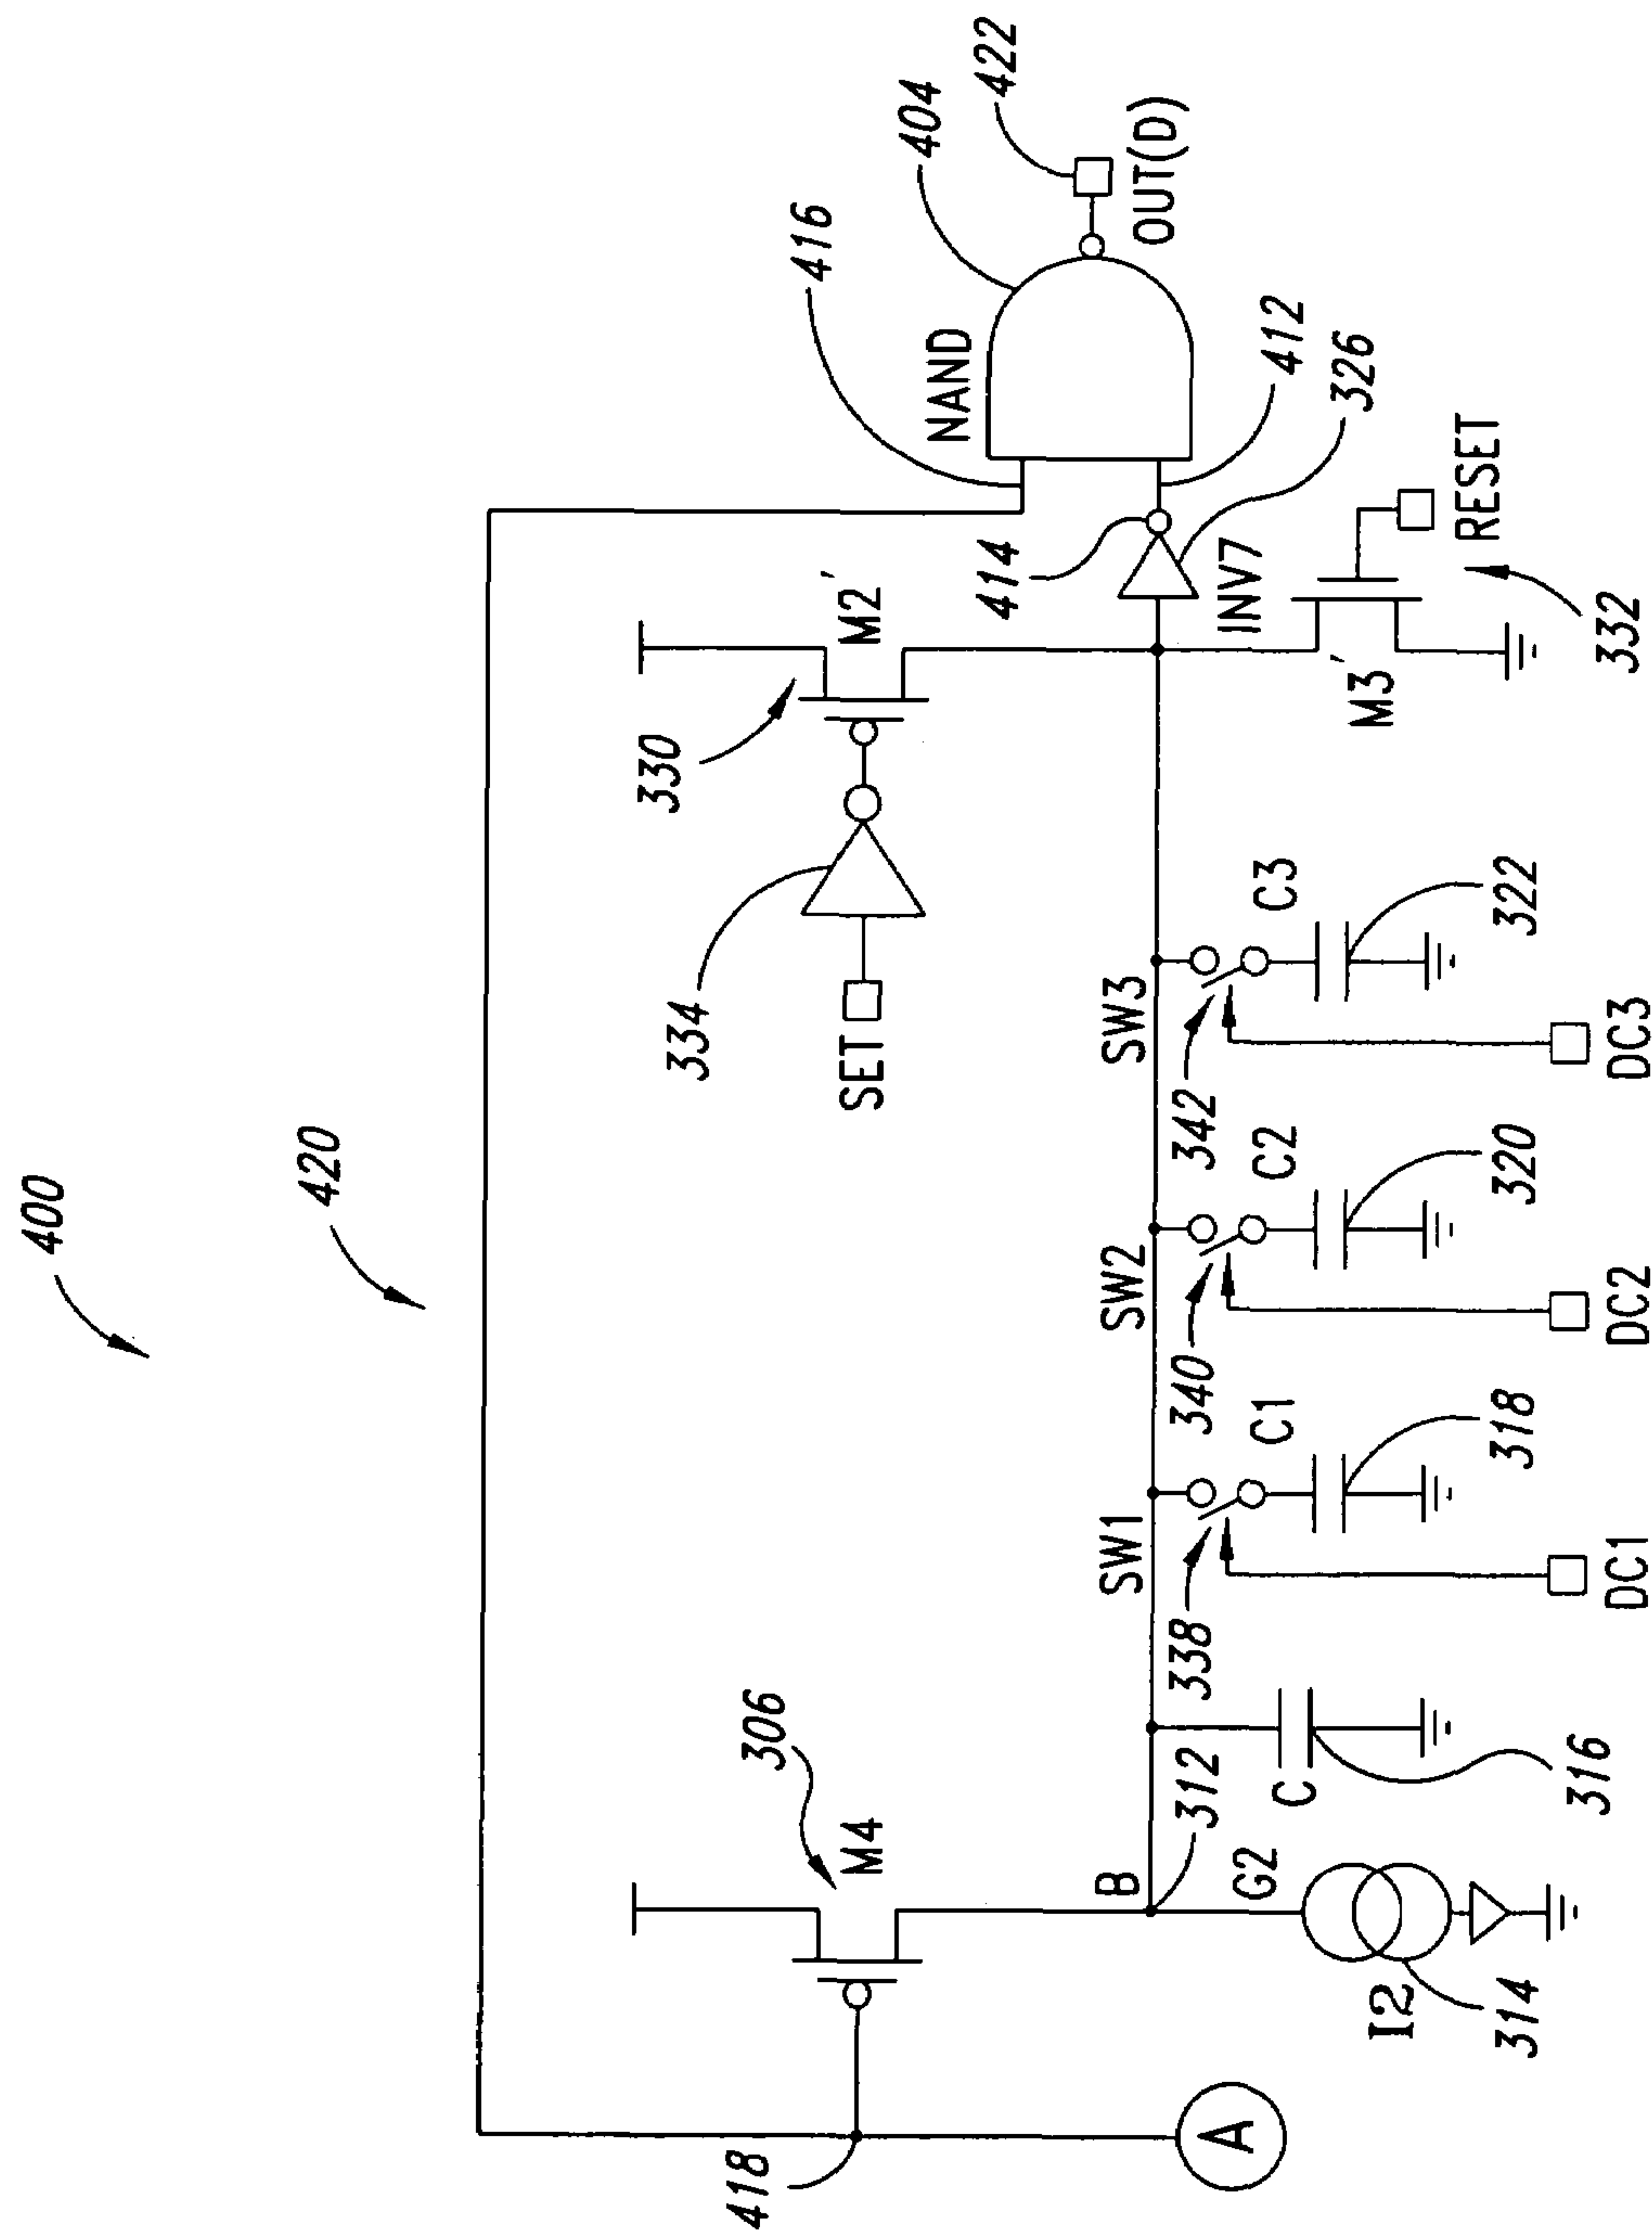 400
420
418
A
306
M4
B
312
G2
I2
314
C
316
SW1
338
C1
318
DC1
SW2
340
C2
320
DC2
SW3
342
C3
322
DC3
SET
334
330
M2'
M3'
332
RESET
INV7
326
414
412
416
NAND
404
422
OUT(D)